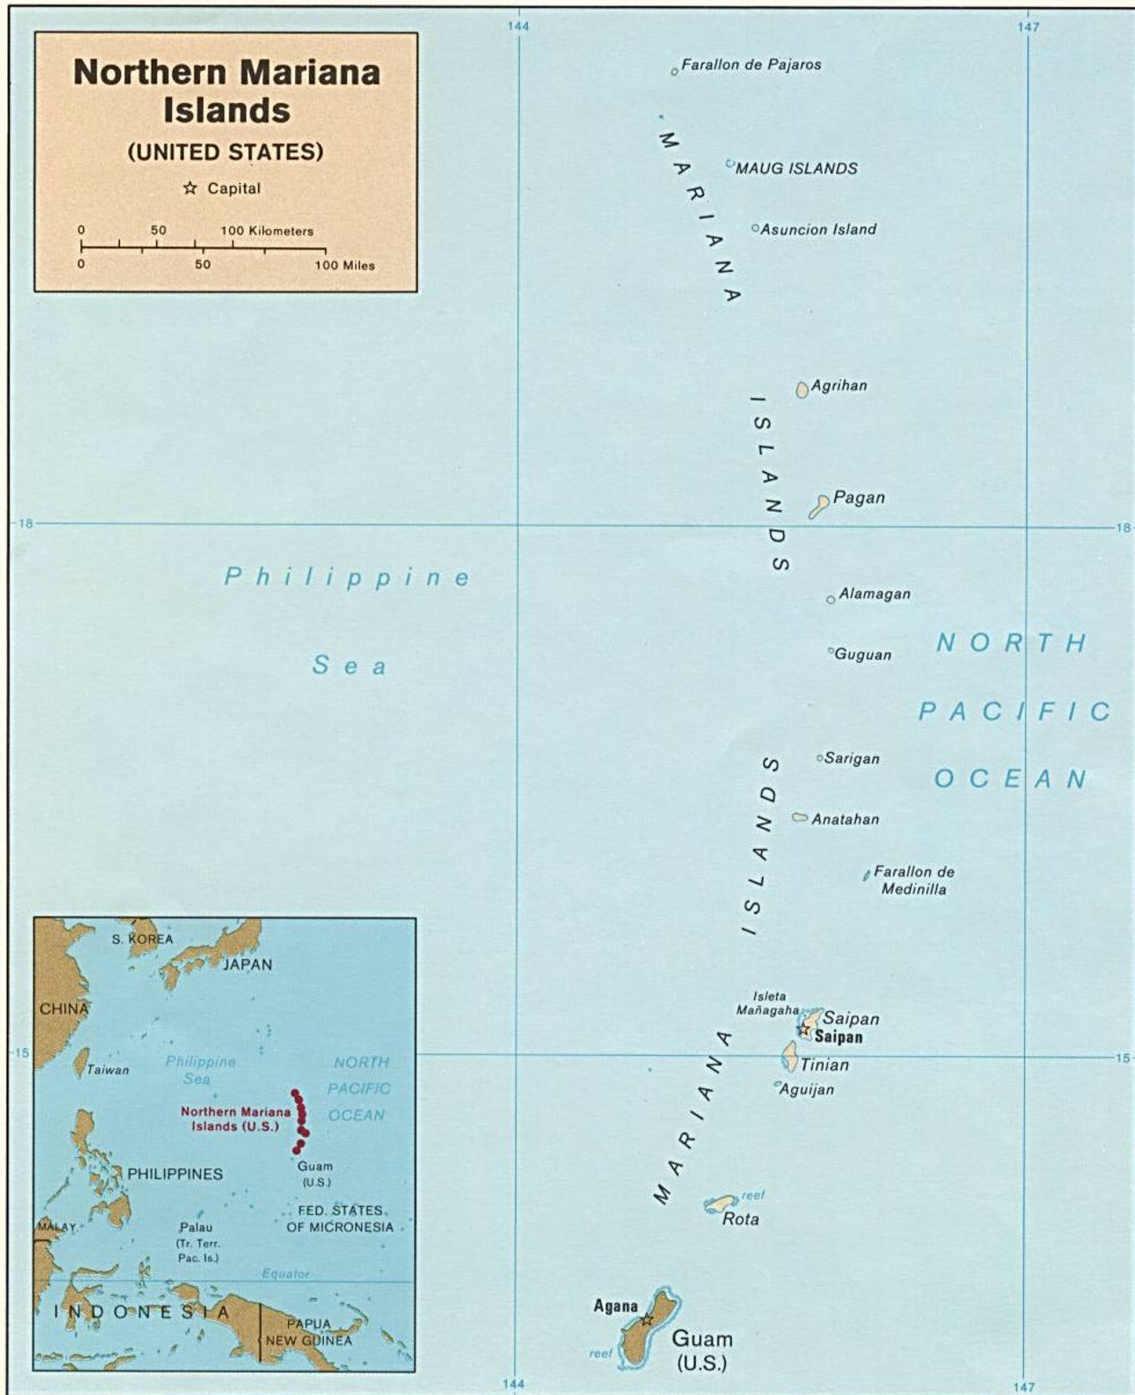 144
147
Northern Mariana
Islands
(UNITED STATES)
Capital
0 50 100 Kilometers
0 50 100 Miles
Farallon de Pajaros
MAUG ISLANDS
Asuncion Island
MARIANA
ISLANDS
Agrihan
Pagan
18
18
Philippine
Sea
Alamagan
Guguan
NORTH
PACIFIC
OCEAN
Sarigan
Anatahan
Farallon de
Medinilla
MARIANA
ISLANDS
Isleta
Mañagaha
Saipan
Saipan
15
15
Tinian
Aguijan
reef
Rota
Agana
Guam
(U.S.)
reef
144
147
S. KOREA
JAPAN
CHINA
Taiwan
Philippine
Sea
NORTH
PACIFIC
OCEAN
Northern Mariana
Islands (U.S.)
Guam
(U.S.)
PHILIPPINES
FED. STATES
OF MICRONESIA
MALAY.
Palau
(Tr. Terr.
Pac. Is.)
Equator
INDONESIA
PAPUA
NEW GUINEA